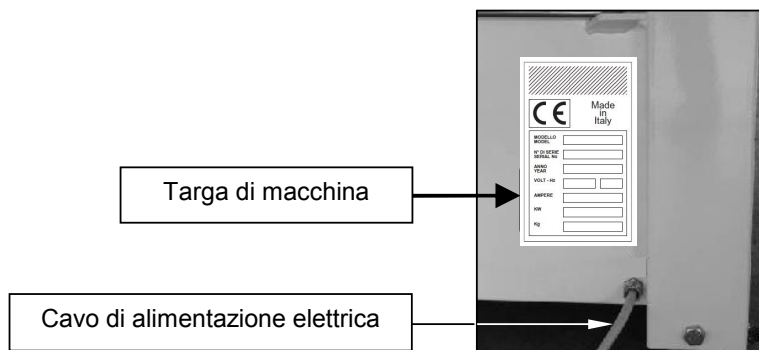 CE
Made
in
Italy
MODELLO
MODEL
N° DI SERIE
SERIAL No
ANNO
YEAR
VOLT - Hz
AMPERE
KW
Kg
Targa di macchina
Cavo di alimentazione elettrica